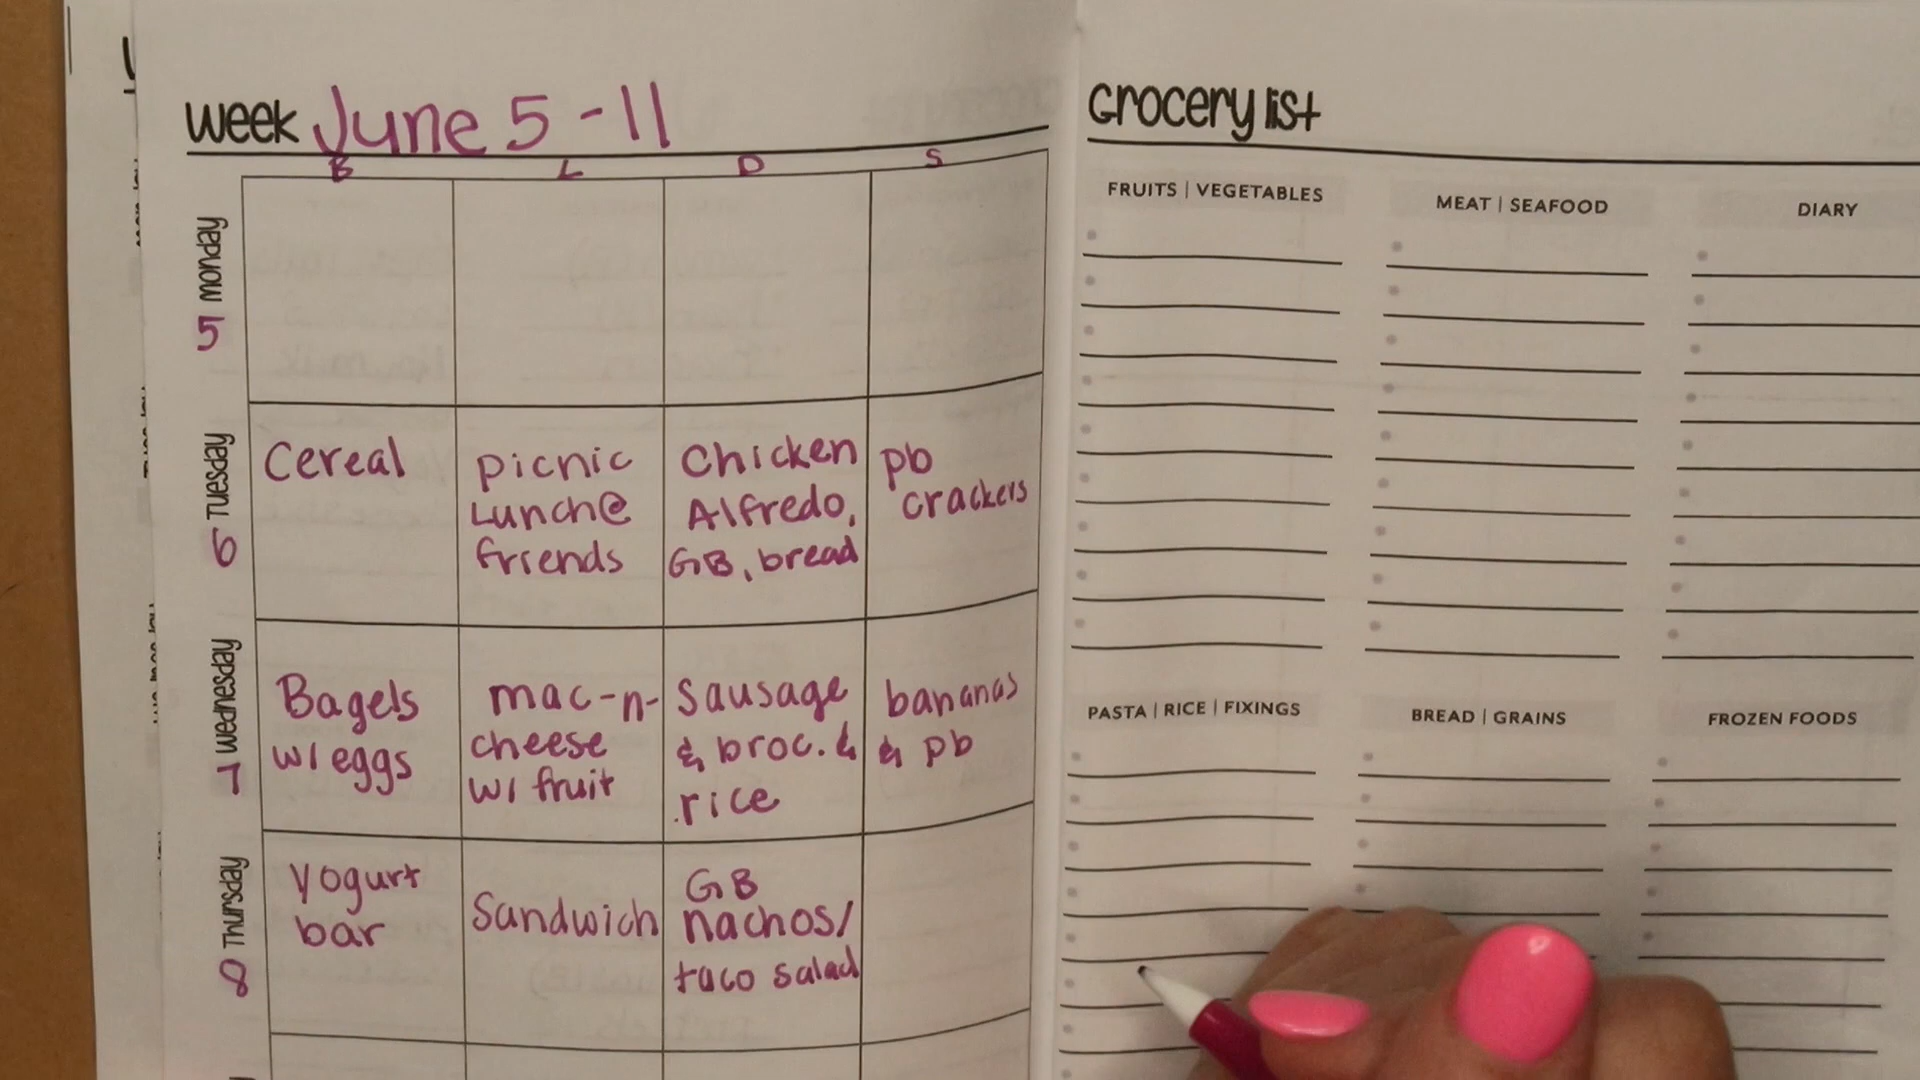 week June 5-11
B L D S
monday 5
Tuesday 6
Cereal
picnic
Lunch@
friends
Chicken
Alfredo,
GB, bread
pb
crackers
wednesday 7
Bagels
w/ eggs
mac-n-
cheese
w/ fruit
Sausage
& broc. &
rice
bananas
& pb
Thursday 8
Yogurt
bar
Sandwich
GB
nachos/
taco salad
Grocery list
FRUITS | VEGETABLES
MEAT | SEAFOOD
DIARY
PASTA | RICE | FIXINGS
BREAD | GRAINS
FROZEN FOODS